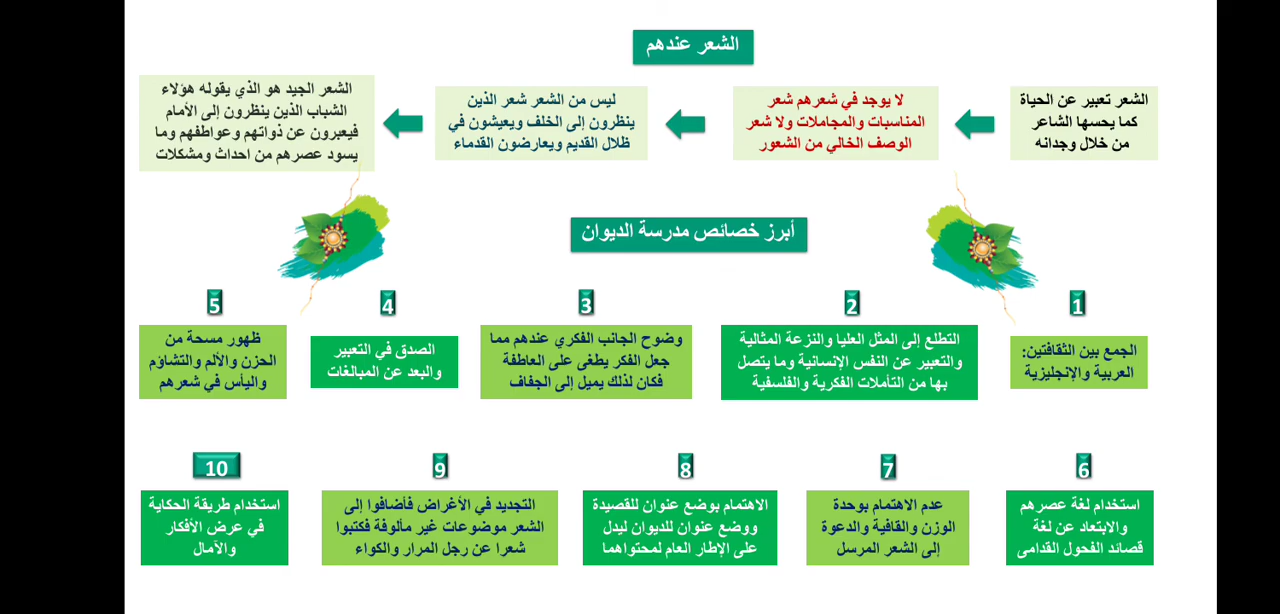 الشعر عندهم
الشعر تعبير عن الحياة
كما يحسها الشاعر
من خلال وجدانه
لا يوجد في شعرهم شعر
المناسبات والمجاملات ولا شعر
الوصف الخالي من الشعور
ليس من الشعر شعر الذين
ينظرون إلى الخلف ويعيشون في
ظلال القديم ويعارضون القدماء
الشعر الجيد هو الذي يقوله هؤلاء
الشباب الذين ينظرون إلى الأمام
فيعبرون عن ذواتهم وعواطفهم وما
يسود عصرهم من احداث ومشكلات
أبرز خصائص مدرسة الديوان
1
الجمع بين الثقافتين:
العربية والإنجليزية
2
التطلع إلى المثل العليا والنزعة المثالية
والتعبير عن النفس الإنسانية وما يتصل
بها من التأملات الفكرية والفلسفية
3
وضوح الجانب الفكري عندهم مما
جعل الفكر يطغى على العاطفة
فكان لذلك يميل إلى الجفاف
4
الصدق في التعبير
والبعد عن المبالغات
5
ظهور مسحة من
الحزن والألم والتشاؤم
واليأس في شعرهم
6
استخدام لغة عصرهم
والابتعاد عن لغة
قصائد الفحول القدامى
7
عدم الاهتمام بوحدة
الوزن والقافية والدعوة
إلى الشعر المرسل
8
الاهتمام بوضع عنوان للقصيدة
ووضع عنوان للديوان ليدل
على الإطار العام لمحتواهما
9
التجديد في الأغراض فأضافوا إلى
الشعر موضوعات غير مألوفة فكتبوا
شعرا عن رجل المرار والكواء
10
استخدام طريقة الحكاية
في عرض الأفكار
والآمال